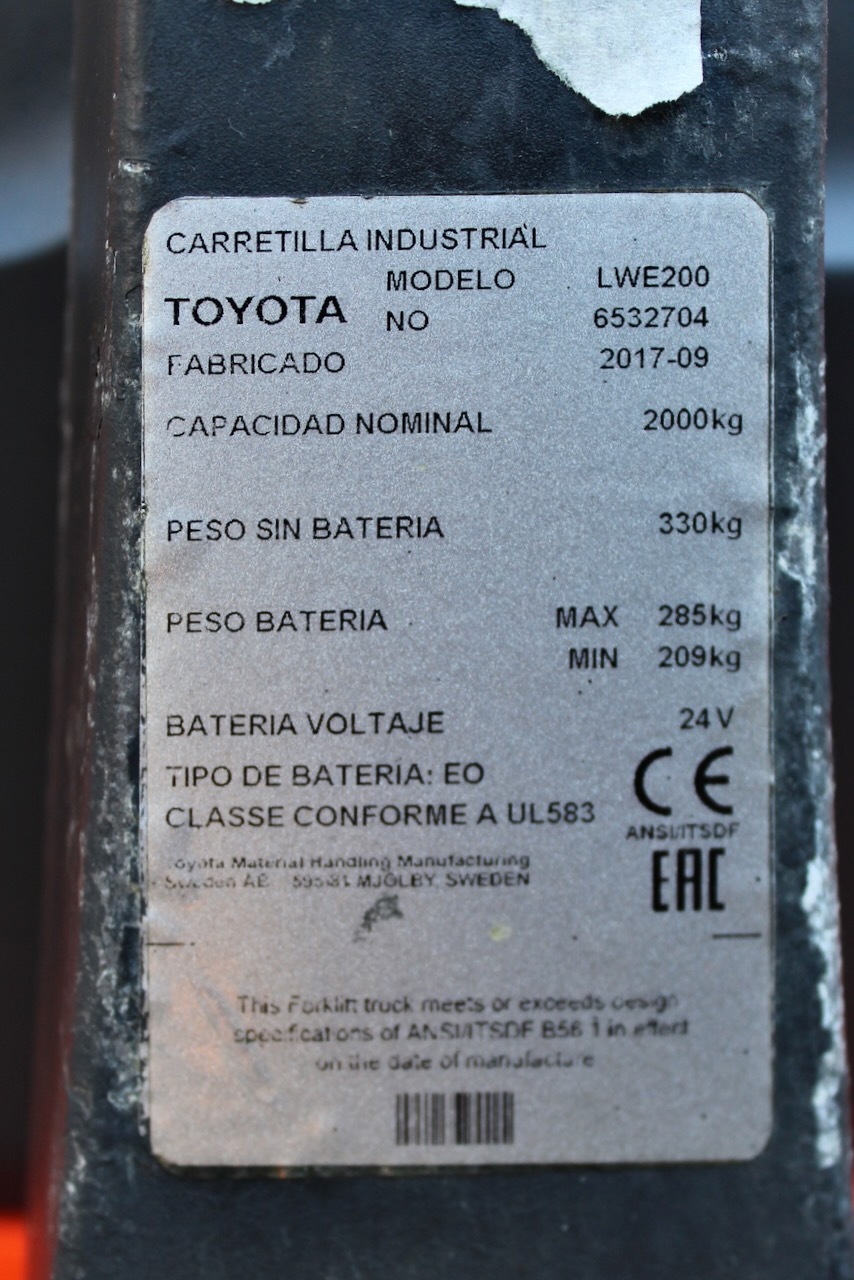 CARRETILLA INDUSTRIAL
MODELO LWE200
TOYOTA NO 6532704
FABRICADO 2017-09
CAPACIDAD NOMINAL 2000kg
PESO SIN BATERIA 330kg
PESO BATERIA MAX 285kg
MIN 209kg
BATERIA VOLTAJE 24V
TIPO DE BATERIA: EO
CE
CLASSE CONFORME A UL583
ANSI/ITSDF
Toyota Material Handling Manufacturing
Sweden AB MJOLBY, SWEDEN
EAC
This Forklift truck meets or exceeds design
specifications of ANSI/ITSDF B56.1 in effect
on the date of manufacture